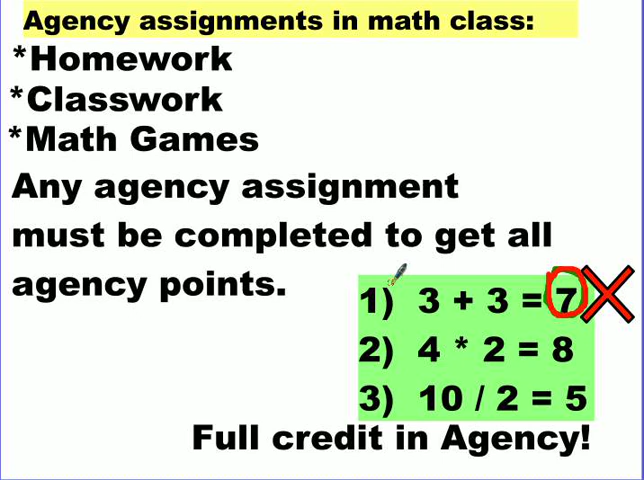 Agency assignments in math class:
*Homework
*Classwork
*Math Games
Any agency assignment
must be completed to get all
agency points.
1) 3 + 3 = 7
2) 4 * 2 = 8
3) 10 / 2 = 5
Full credit in Agency!